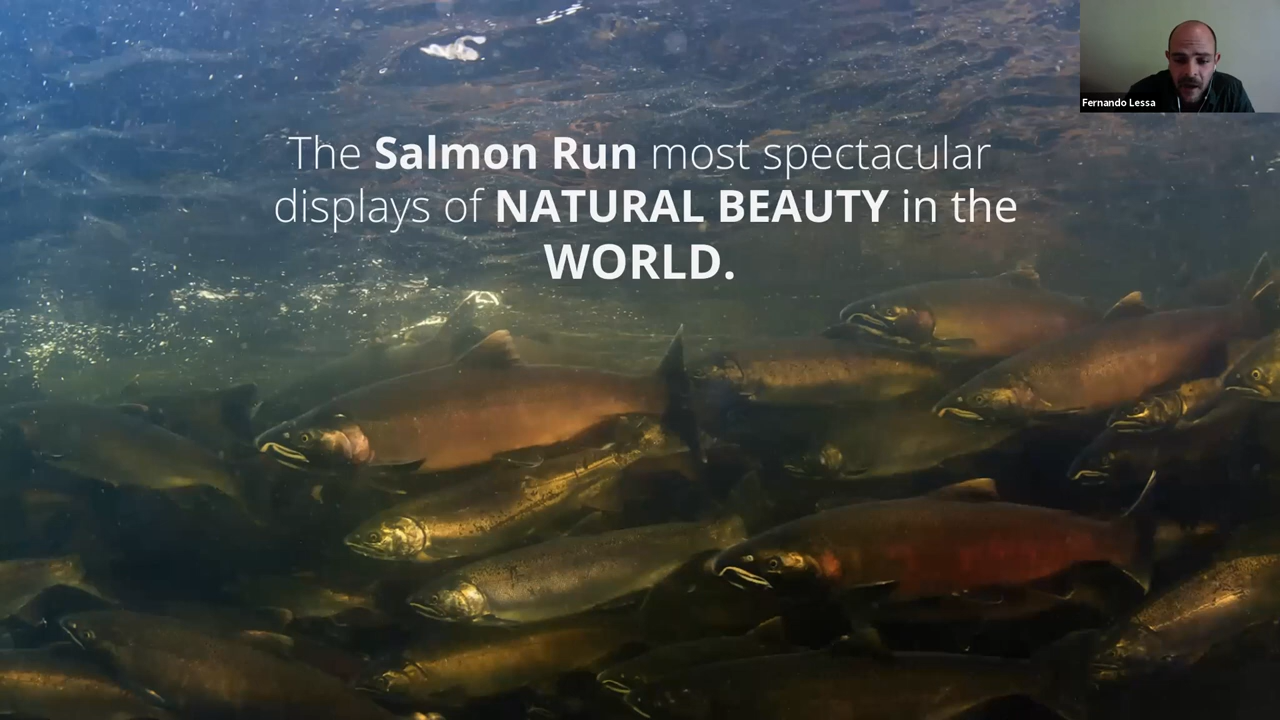 Fernando Lessa
The Salmon Run most spectacular
displays of NATURAL BEAUTY in the
WORLD.